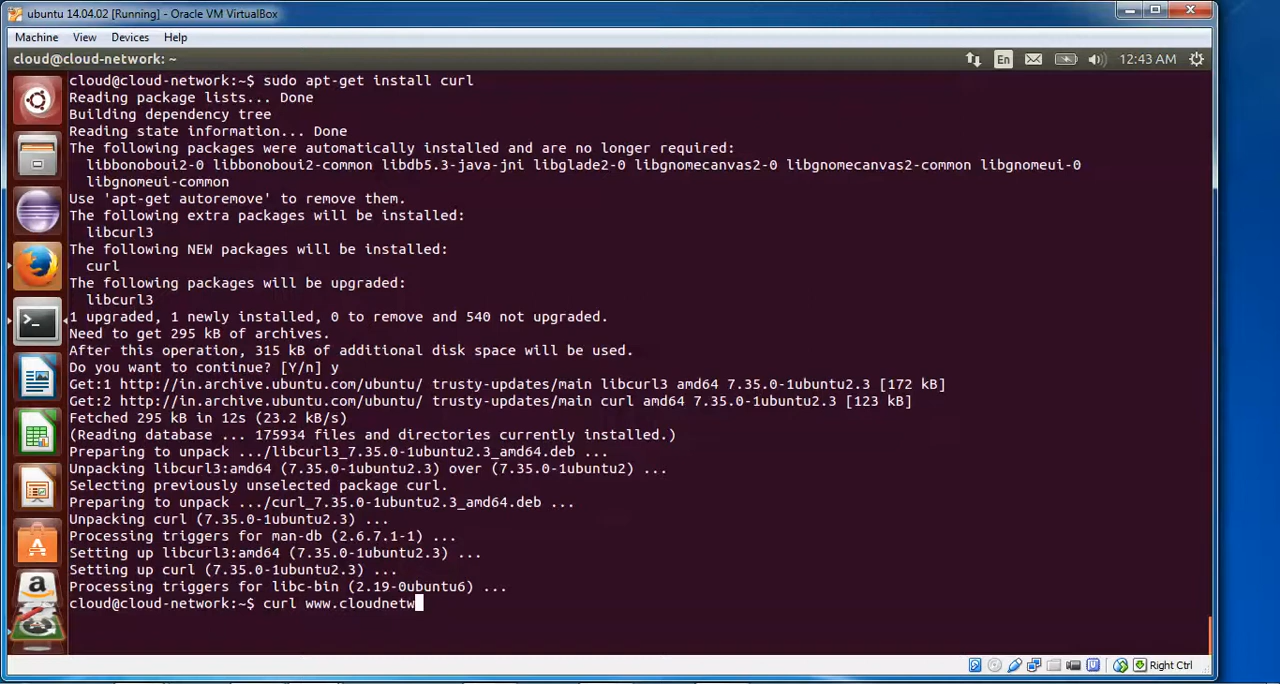 ubuntu 14.04.02 [Running] - Oracle VM VirtualBox
Machine View Devices Help
cloud@cloud-network: ~ En 12:43 AM
cloud@cloud-network:~$ sudo apt-get install curl
Reading package lists... Done
Building dependency tree
Reading state information... Done
The following packages were automatically installed and are no longer required:
libbonoboui2-0 libbonoboui2-common libdb5.3-java-jni libglade2-0 libgnomecanvas2-0 libgnomecanvas2-common libgnomeui-0
libgnomeui-common
Use 'apt-get autoremove' to remove them.
The following extra packages will be installed:
libcurl3
The following NEW packages will be installed:
curl
The following packages will be upgraded:
libcurl3
1 upgraded, 1 newly installed, 0 to remove and 540 not upgraded.
Need to get 295 kB of archives.
After this operation, 315 kB of additional disk space will be used.
Do you want to continue? [Y/n] y
Get:1 http://in.archive.ubuntu.com/ubuntu/ trusty-updates/main libcurl3 amd64 7.35.0-1ubuntu2.3 [172 kB]
Get:2 http://in.archive.ubuntu.com/ubuntu/ trusty-updates/main curl amd64 7.35.0-1ubuntu2.3 [123 kB]
Fetched 295 kB in 12s (23.2 kB/s)
(Reading database ... 175934 files and directories currently installed.)
Preparing to unpack .../libcurl3_7.35.0-1ubuntu2.3_amd64.deb ...
Unpacking libcurl3:amd64 (7.35.0-1ubuntu2.3) over (7.35.0-1ubuntu2) ...
Selecting previously unselected package curl.
Preparing to unpack .../curl_7.35.0-1ubuntu2.3_amd64.deb ...
Unpacking curl (7.35.0-1ubuntu2.3) ...
Processing triggers for man-db (2.6.7.1-1) ...
Setting up libcurl3:amd64 (7.35.0-1ubuntu2.3) ...
Setting up curl (7.35.0-1ubuntu2.3) ...
Processing triggers for libc-bin (2.19-0ubuntu6) ...
cloud@cloud-network:~$ curl www.cloudnetw
Right Ctrl